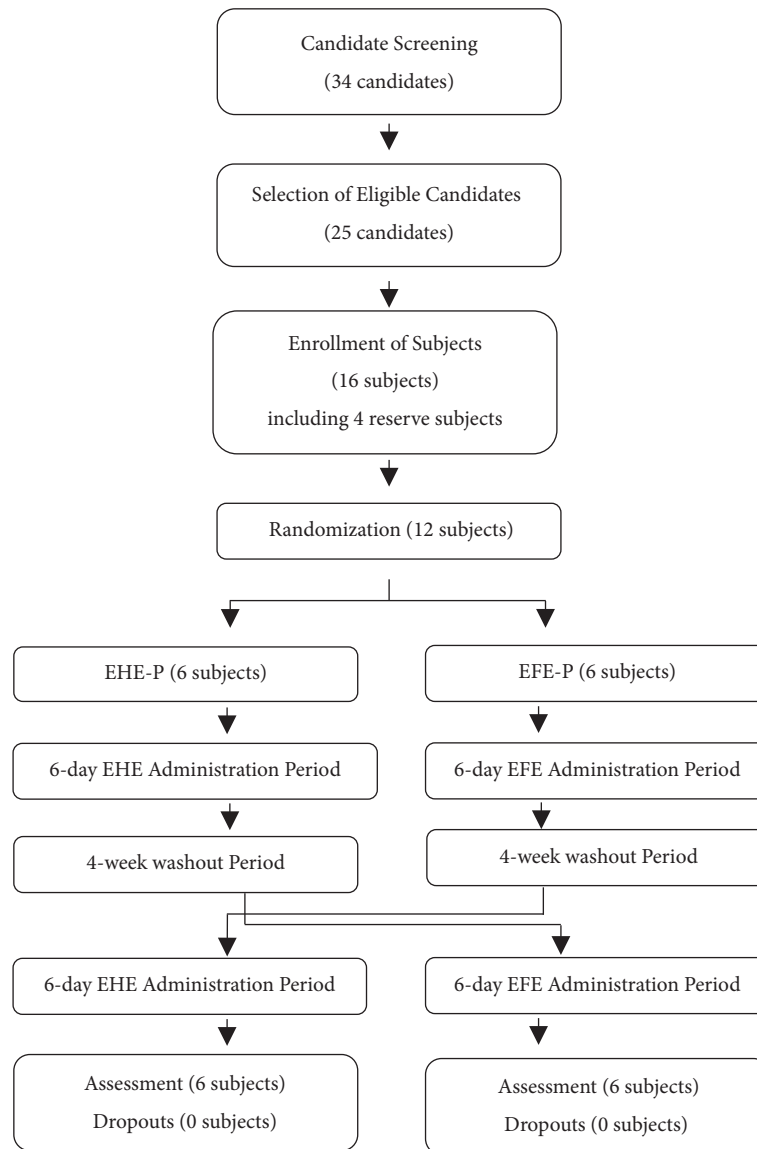 Candidate Screening
(34 candidates)
Selection of Eligible Candidates
(25 candidates)
Enrollment of Subjects
(16 subjects)
including 4 reserve subjects
Randomization (12 subjects)
EHE-P (6 subjects)
EFE-P (6 subjects)
6-day EHE Administration Period
6-day EFE Administration Period
4-week washout Period
4-week washout Period
6-day EHE Administration Period
6-day EFE Administration Period
Assessment (6 subjects)
Dropouts (0 subjects)
Assessment (6 subjects)
Dropouts (0 subjects)